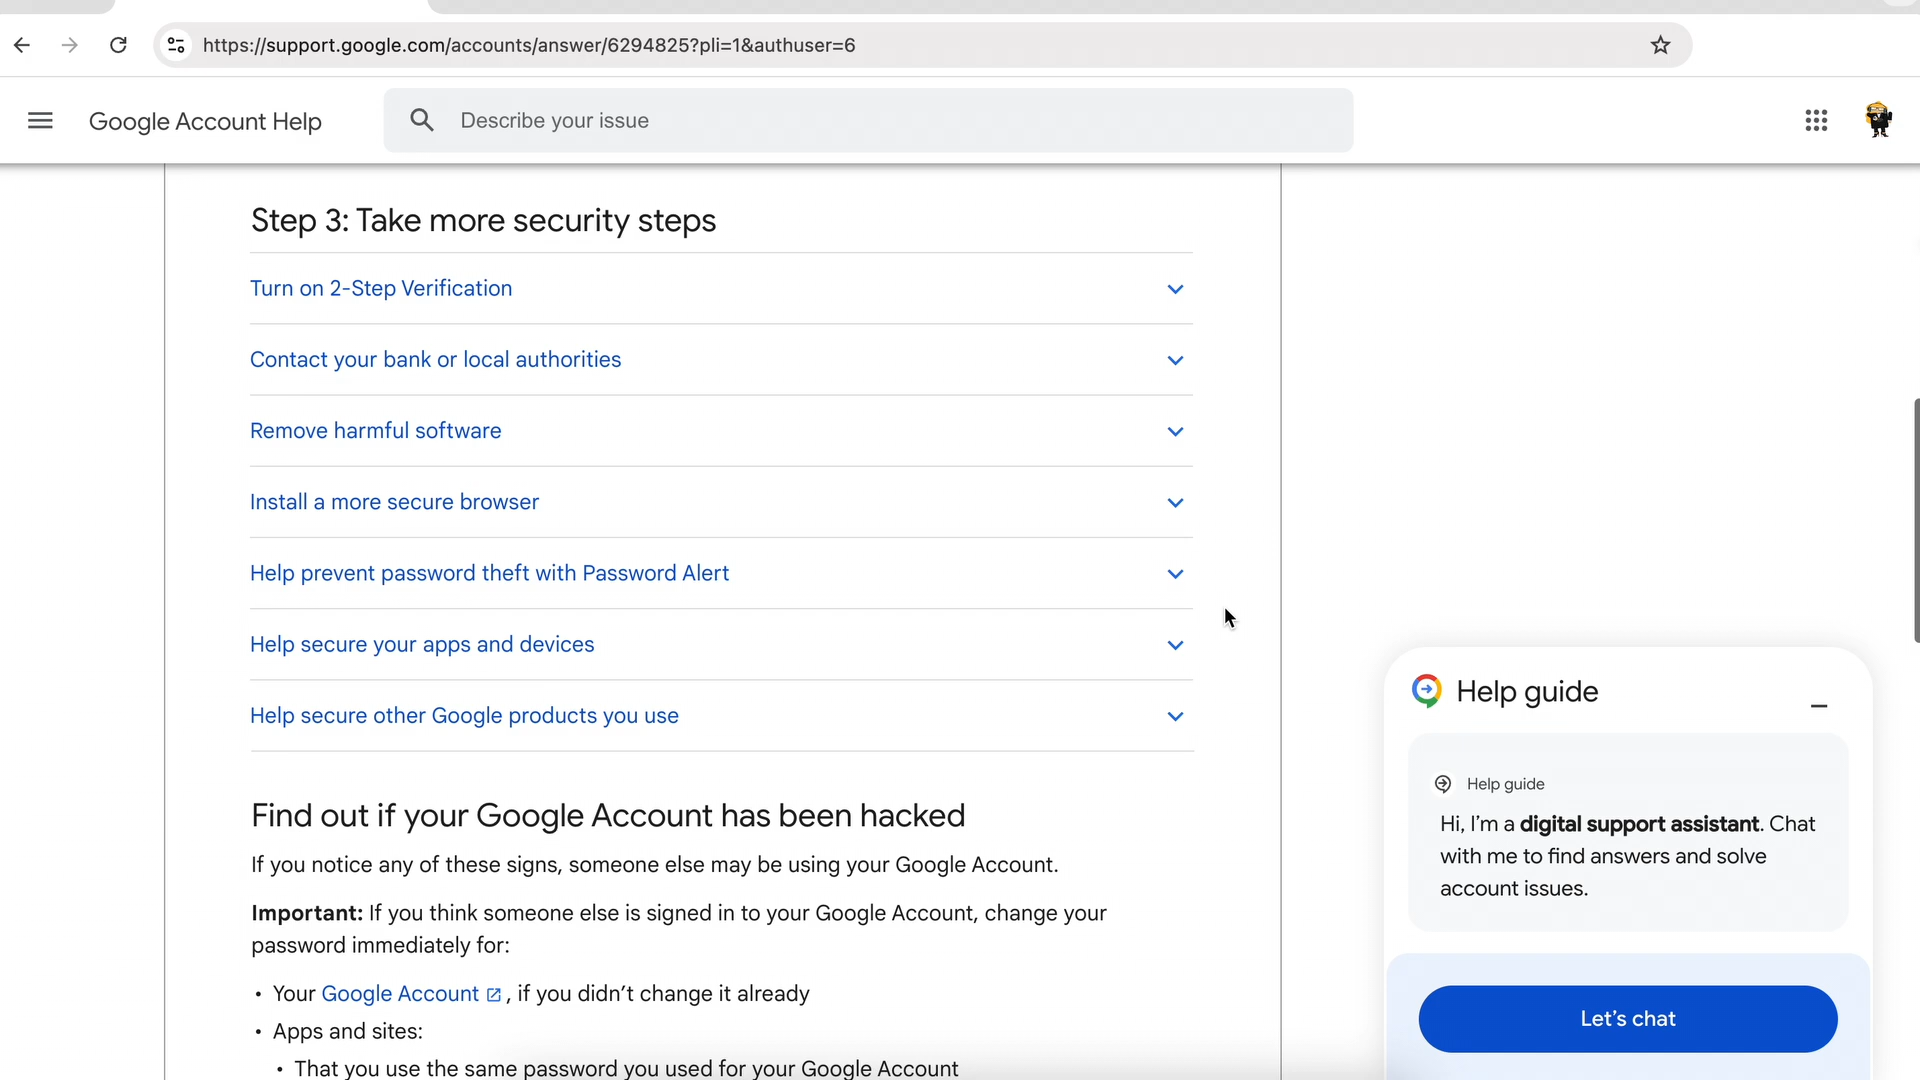 https://support.google.com/accounts/answer/6294825?pli=1&authuser=6
Google Account Help
Describe your issue
Step 3: Take more security steps
Turn on 2-Step Verification
Contact your bank or local authorities
Remove harmful software
Install a more secure browser
Help prevent password theft with Password Alert
Help secure your apps and devices
Help secure other Google products you use
Find out if your Google Account has been hacked
If you notice any of these signs, someone else may be using your Google Account.
Important: If you think someone else is signed in to your Google Account, change your
password immediately for:
• Your Google Account , if you didn’t change it already
• Apps and sites:
• That you use the same password you used for your Google Account
Help guide
Help guide
Hi, I’m a digital support assistant. Chat
with me to find answers and solve
account issues.
Let’s chat